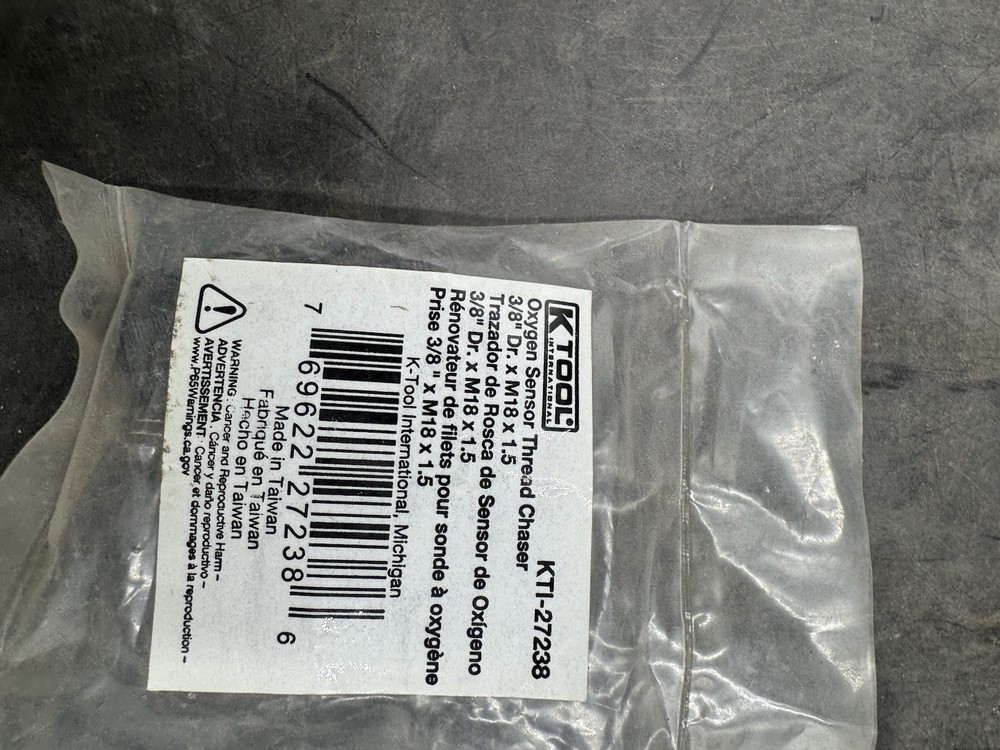 K TOOL
INTERNATIONAL
KTI-27238
Oxygen Sensor Thread Chaser
3/8" Dr. x M18 x 1.5
Trazador de Rosca de Sensor de Oxígeno
3/8" Dr. x M18 x 1.5
Rénovateur de filets pour sonde à oxygène
Prise 3/8 " x M18 x 1.5
K-Tool International, Michigan
7 69622 27238 6
Made in Taiwan
Fabriqué en Taiwan
Hecho en Taiwan
WARNING: Cancer and Reproductive Harm -
ADVERTENCIA: Cáncer y daño reproductivo -
AVERTISSEMENT: Cancer et dommages à la reproduction -
www.P65Warnings.ca.gov